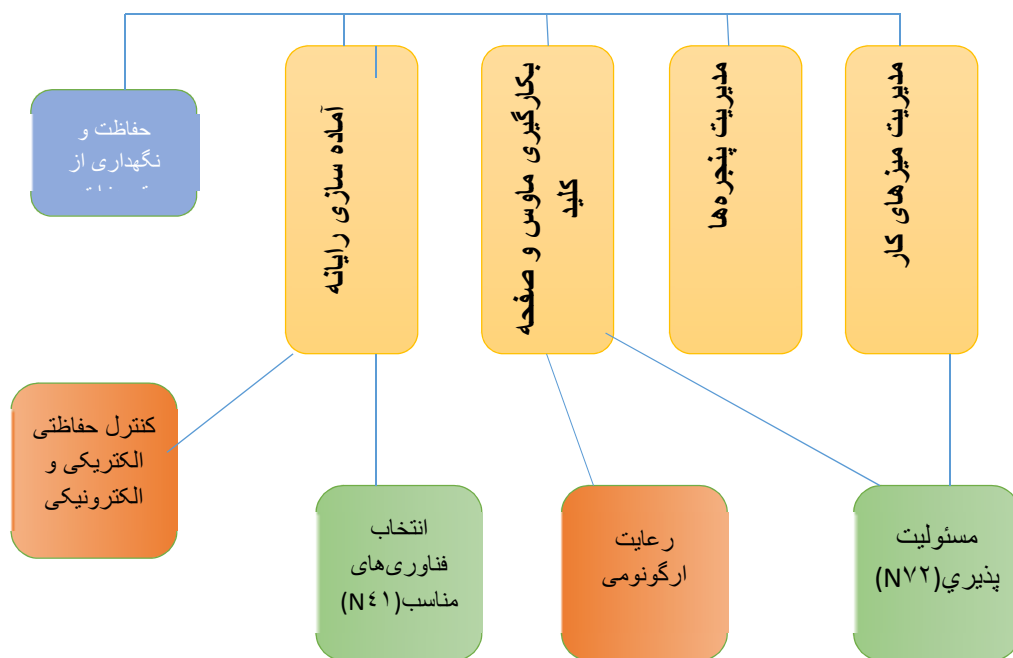 مدیریت میزهای کار
مدیریت پنجره‌ها
بکارگیری ماوس و صفحه
کلید
آماده سازی رایانه
حفاظت و
نگهداری از
مسئولیت
پذيري(N٧٢)
رعایت
ارگونومی
انتخاب
فناوری‌های
مناسب(N٤١)
کنترل حفاظتی
الکتریکی و
الکترونیکی